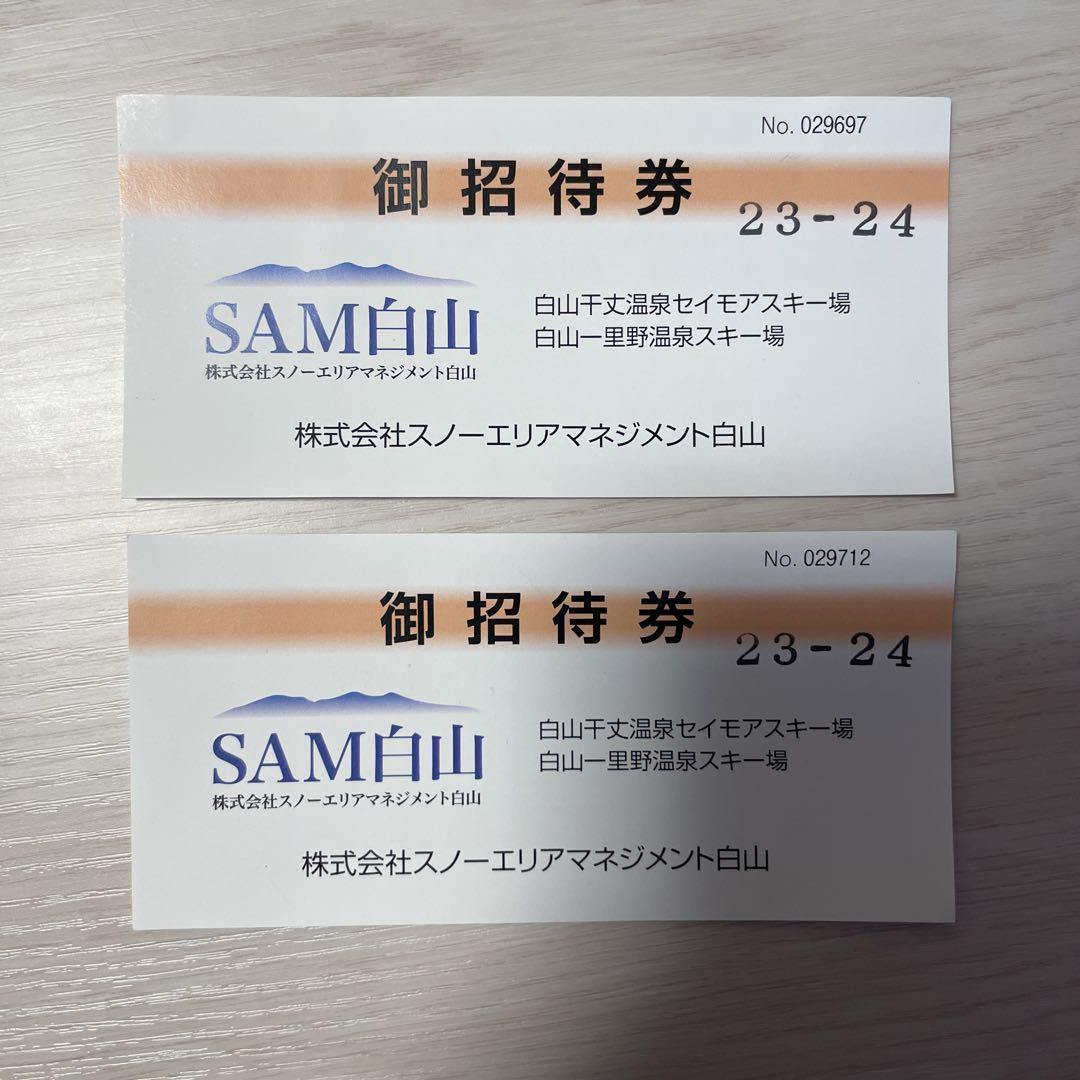 No. 029697
御招待券
23-24
SAM白山
株式会社スノーエリアマネジメント白山
白山千丈温泉セイモアスキー場
白山一里野温泉スキー場
株式会社スノーエリアマネジメント白山
No. 029712
御招待券
23-24
SAM白山
株式会社スノーエリアマネジメント白山
白山千丈温泉セイモアスキー場
白山一里野温泉スキー場
株式会社スノーエリアマネジメント白山